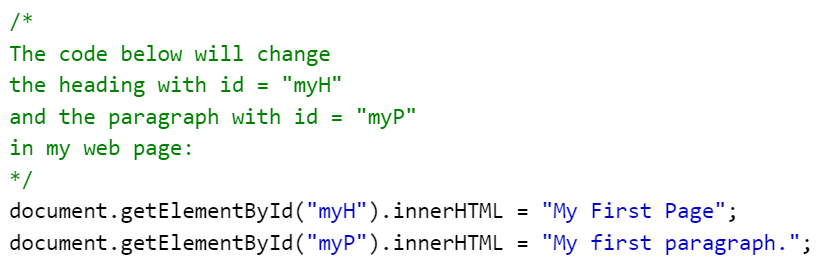 /*
The code below will change
the heading with id = "myH"
and the paragraph with id = "myP"
in my web page:
*/
document.getElementById("myH").innerHTML = "My First Page";
document.getElementById("myP").innerHTML = "My first paragraph.";